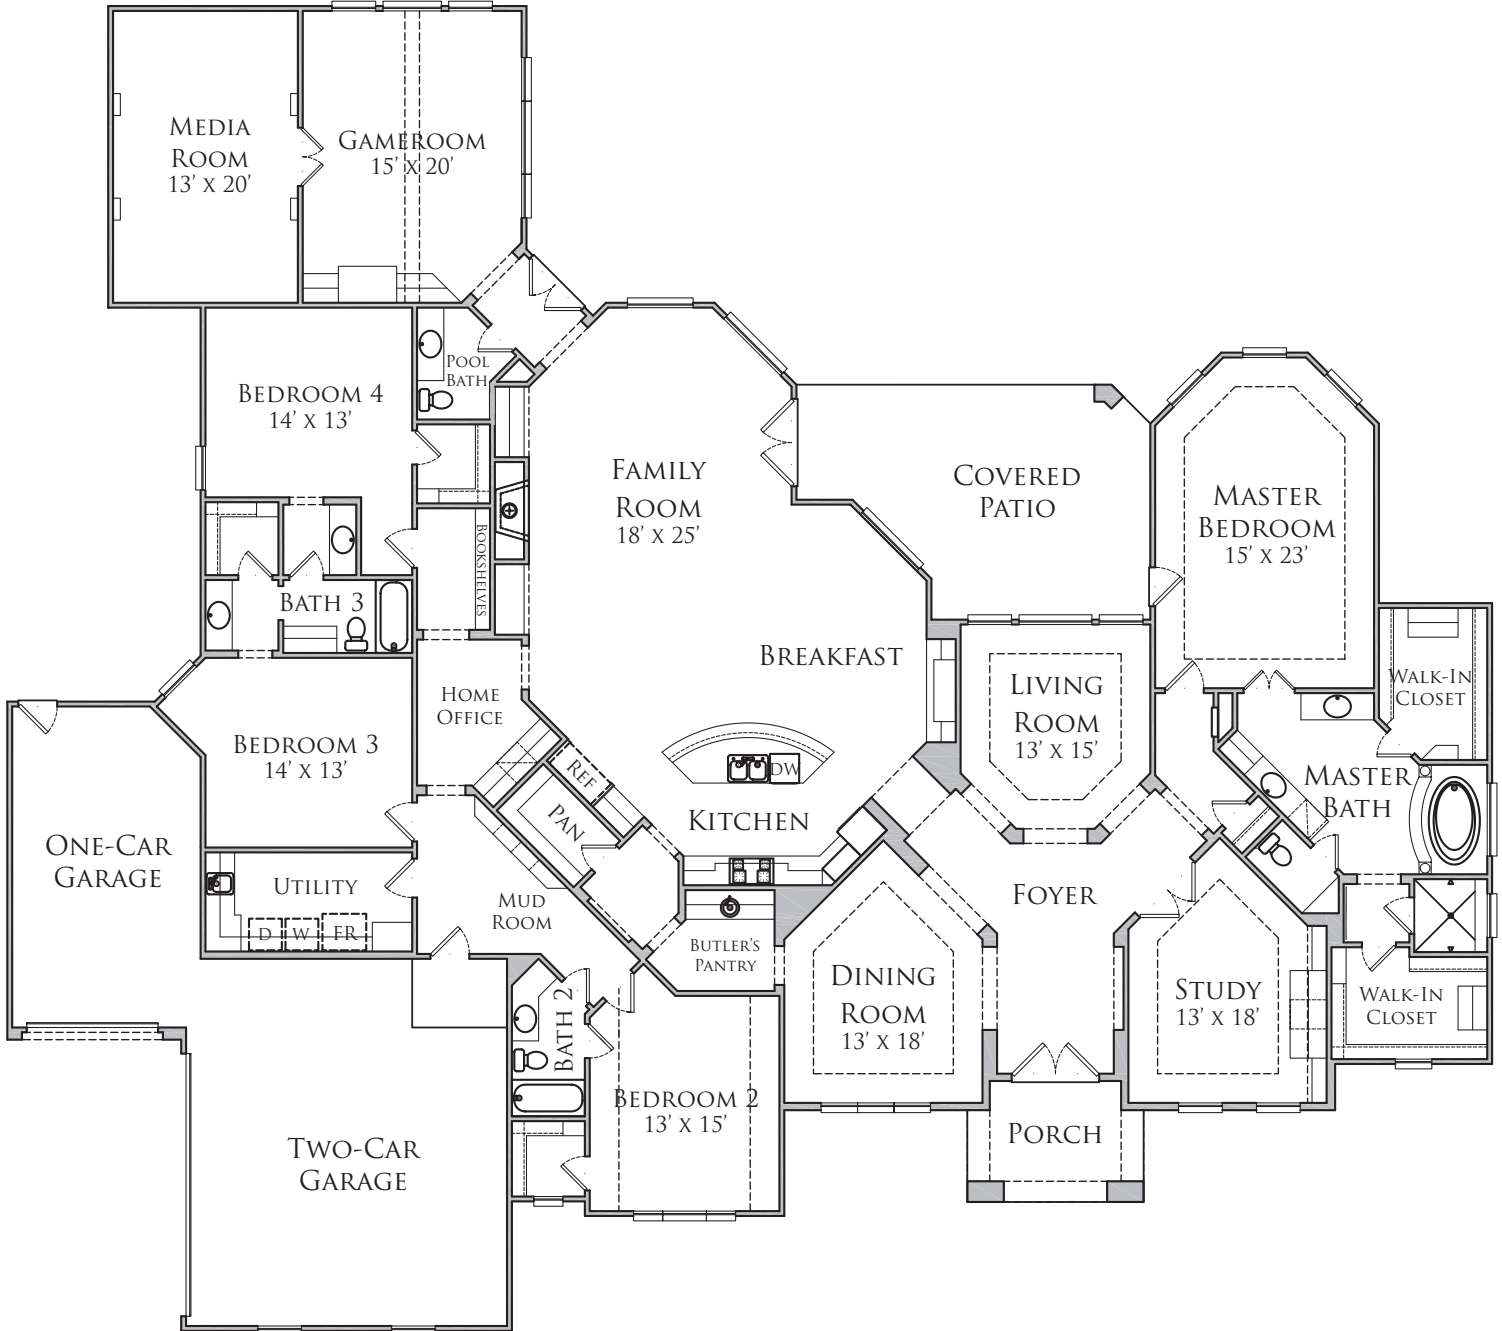 MEDIA
ROOM
13' X 20'
GAMEROOM
15' X 20'
POOL
BATH
BEDROOM 4
14' X 13'
FAMILY
ROOM
18' X 25'
COVERED
PATIO
MASTER
BEDROOM
15' X 23'
BOOKSHELVES
BATH 3
BREAKFAST
LIVING
ROOM
13' X 15'
WALK-IN
CLOSET
HOME
OFFICE
BEDROOM 3
14' X 13'
REF
DW
MASTER
BATH
PAN
KITCHEN
ONE-CAR
GARAGE
UTILITY
D
W
FR
MUD
ROOM
FOYER
BUTLER'S
PANTRY
DINING
ROOM
13' X 18'
STUDY
13' X 18'
WALK-IN
CLOSET
BATH 2
BEDROOM 2
13' X 15'
PORCH
TWO-CAR
GARAGE